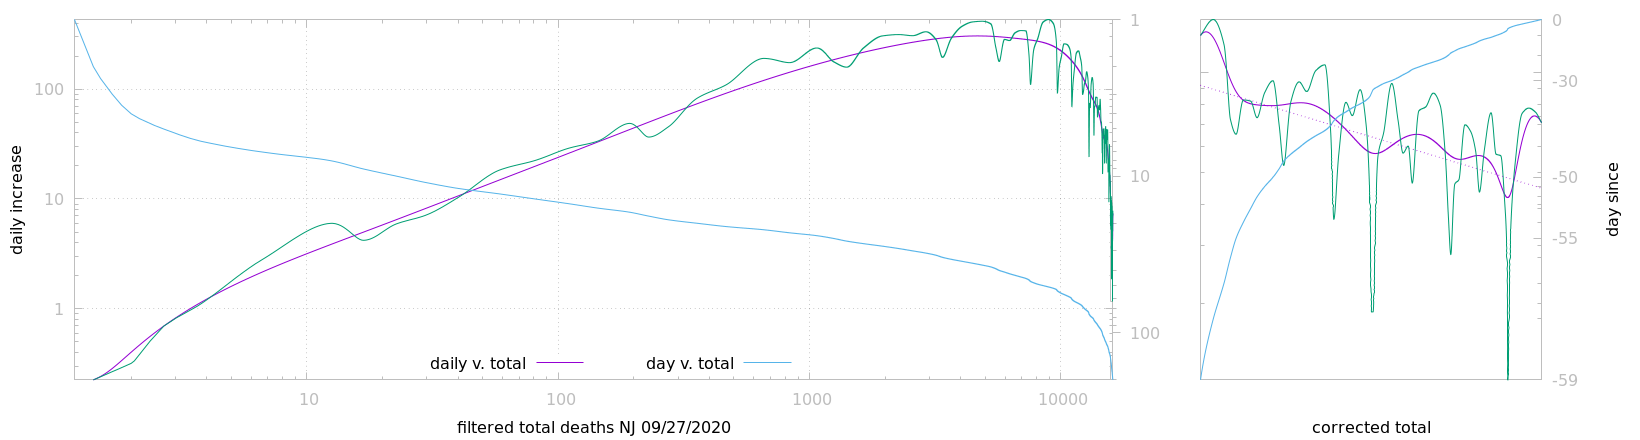 daily increase
100
10
1
10
100
1000
10000
1
10
100
daily v. total
day v. total
filtered total deaths NJ 09/27/2020
0
-30
-50
-55
-59
day since
corrected total